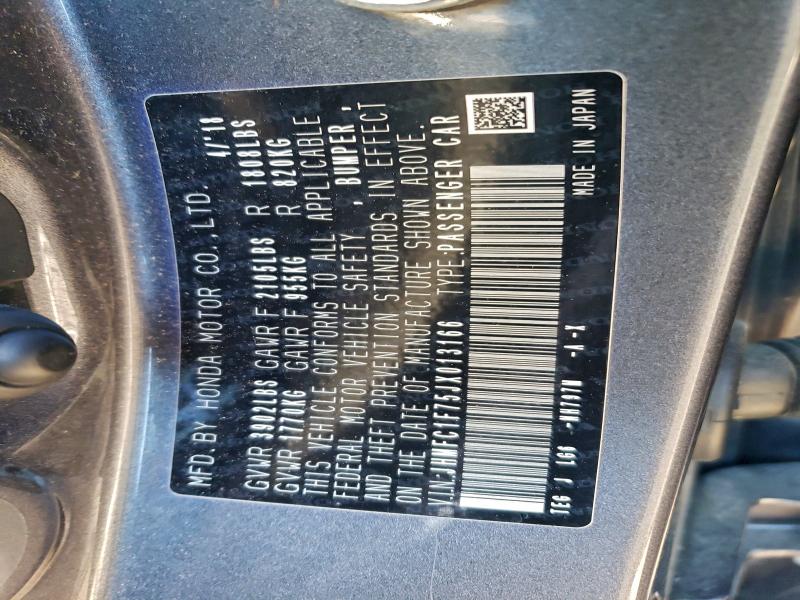 MFD. BY HONDA MOTOR CO., LTD. 4/'18
GVWR 3902LBS GAWR F 2105LBS R 1808LBS
GVWR 1770KG GAWR F 955KG R 820KG
THIS VEHICLE CONFORMS TO ALL APPLICABLE
FEDERAL MOTOR VEHICLE SAFETY , BUMPER ,
AND THEFT PREVENTION STANDARDS IN EFFECT
ON THE DATE OF MANUFACTURE SHOWN ABOVE.
V.I.N: JHMFC1F75JX013166 TYPE:PASSENGER CAR
TEG J LG6 -A-X
MADE IN JAPAN